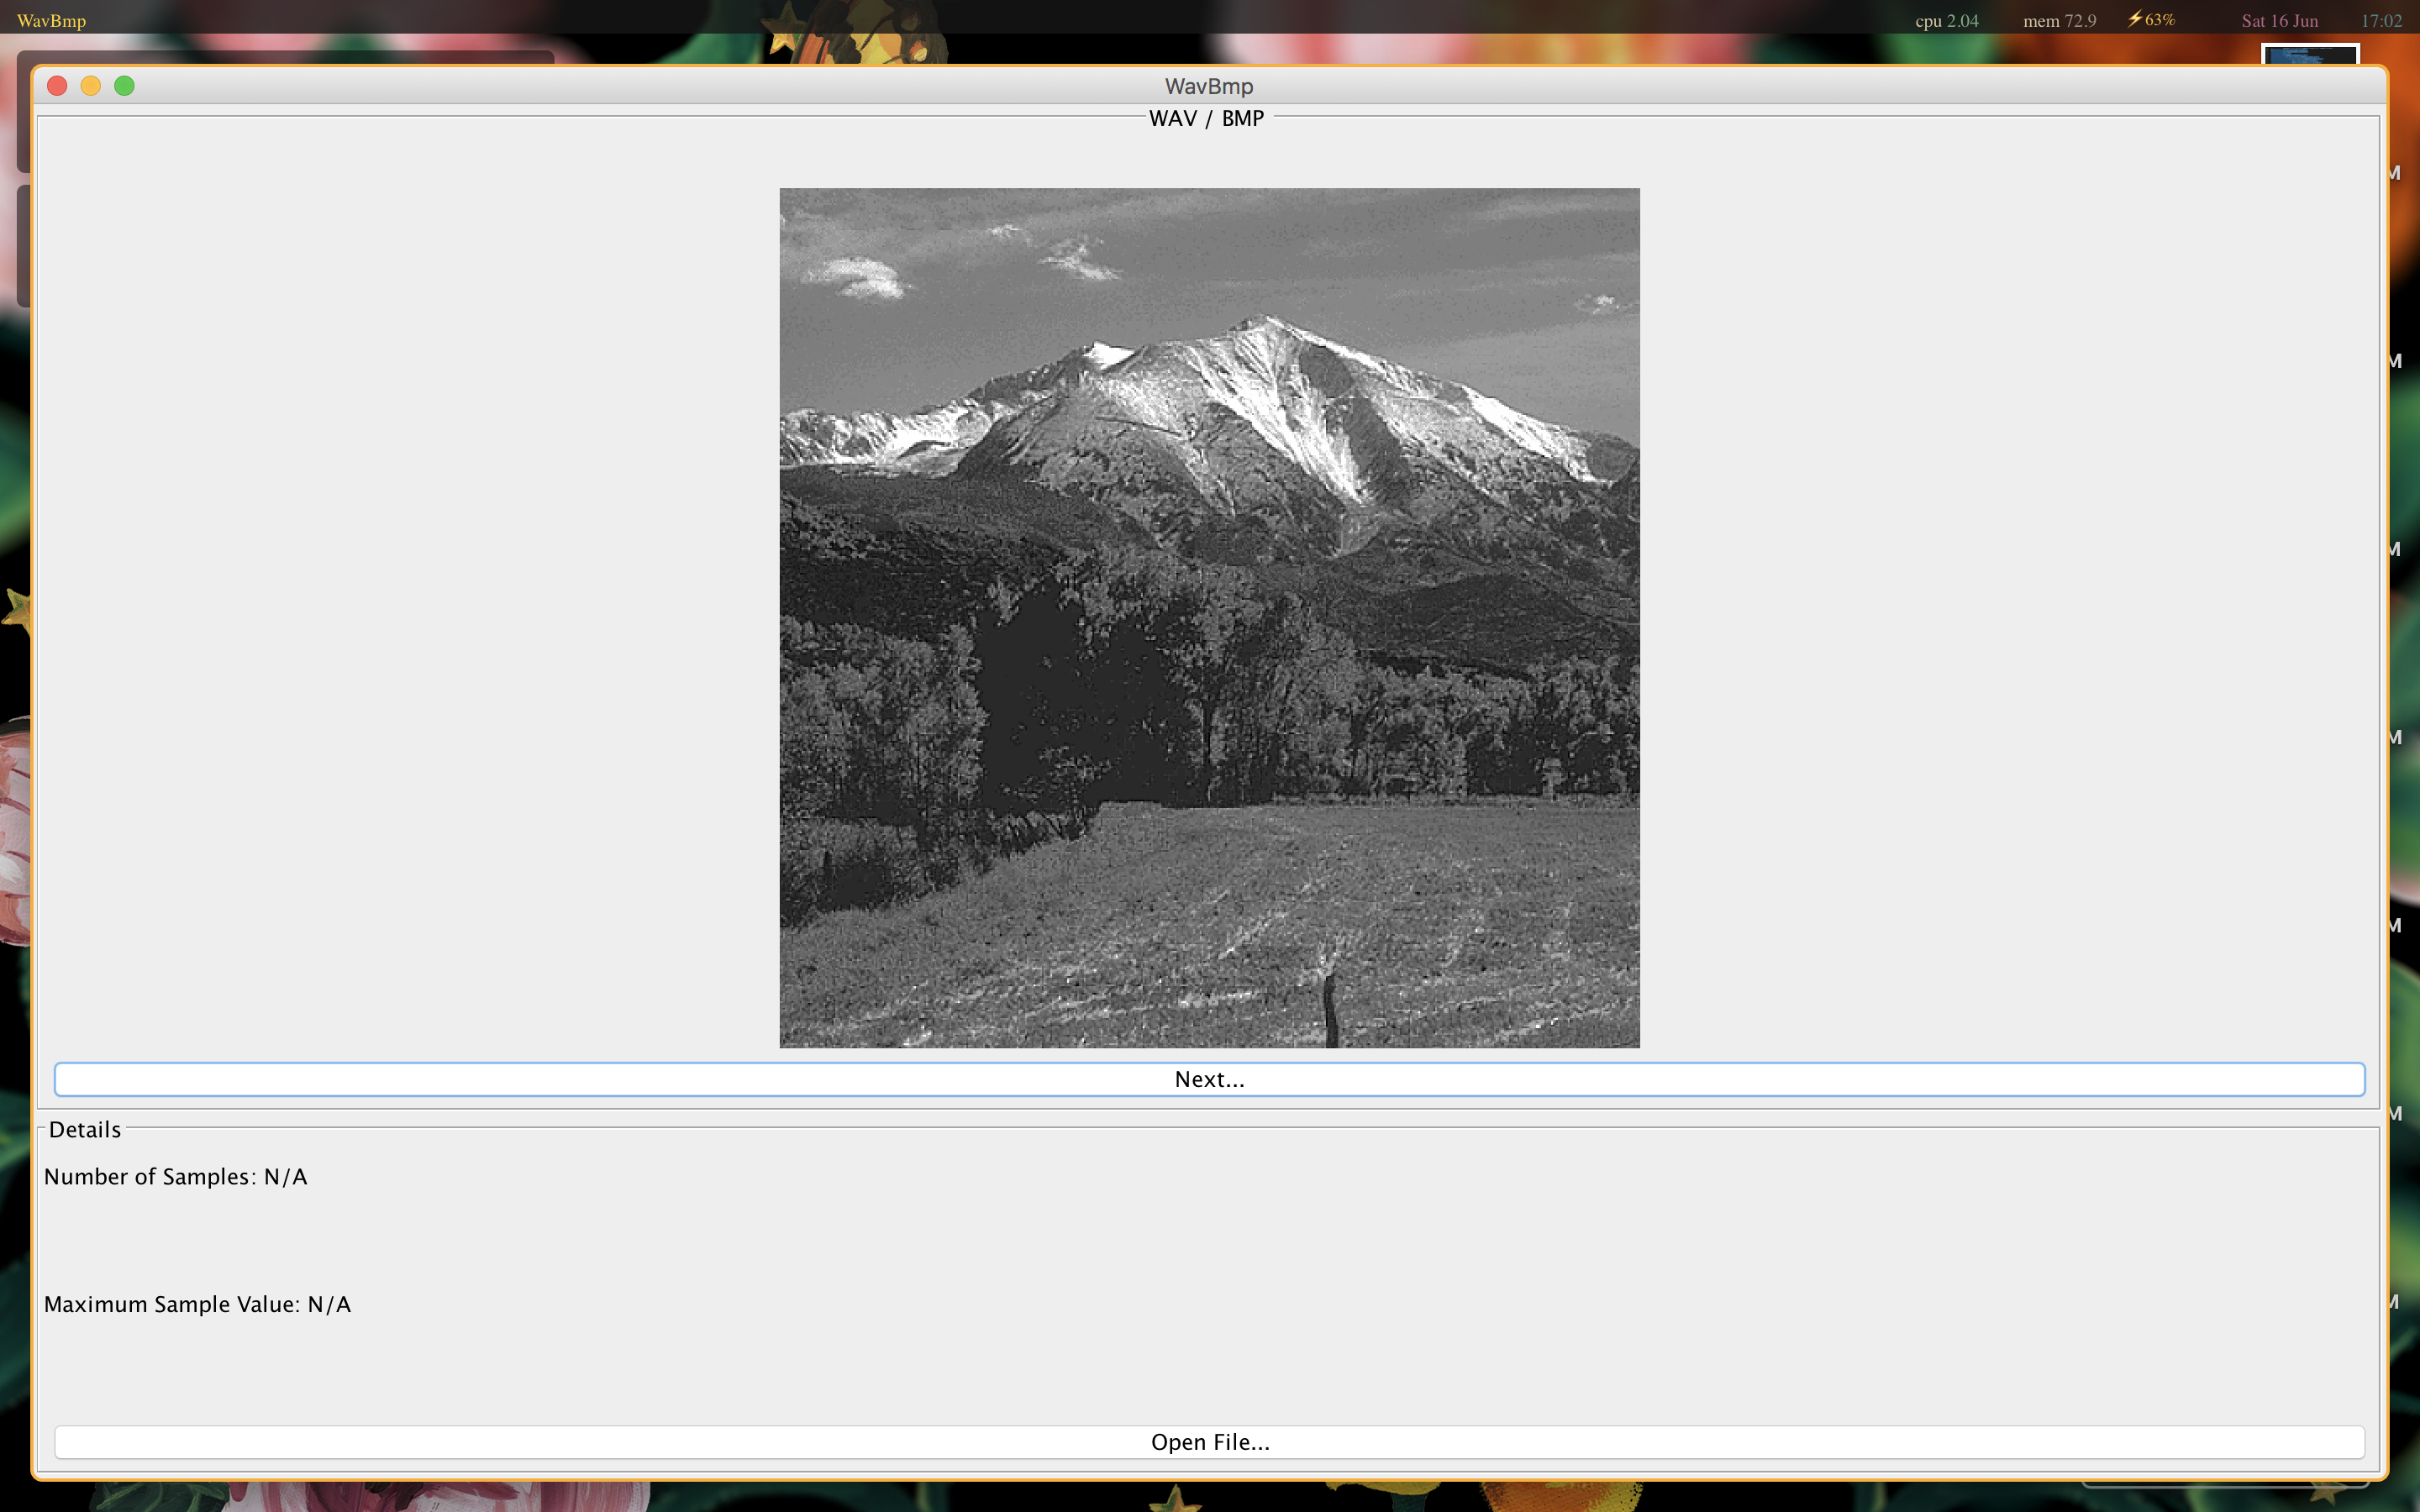 WavBmp
cpu 2.04 mem 72.9 ⚡63% Sat 16 Jun 17:02
WavBmp
WAV / BMP
Next...
Details
Number of Samples: N/A
Maximum Sample Value: N/A
Open File...